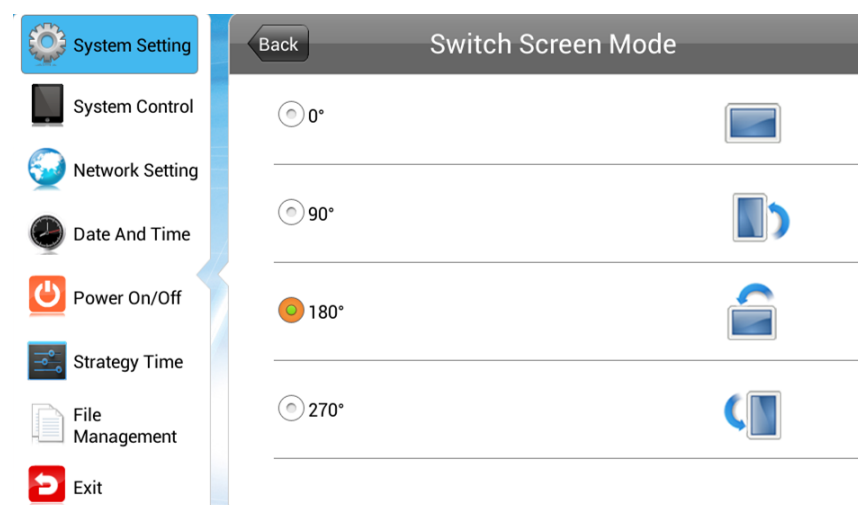 System Setting
System Control
Network Setting
Date And Time
Power On/Off
Strategy Time
File
Management
Exit
Back
Switch Screen Mode
0°
90°
180°
270°